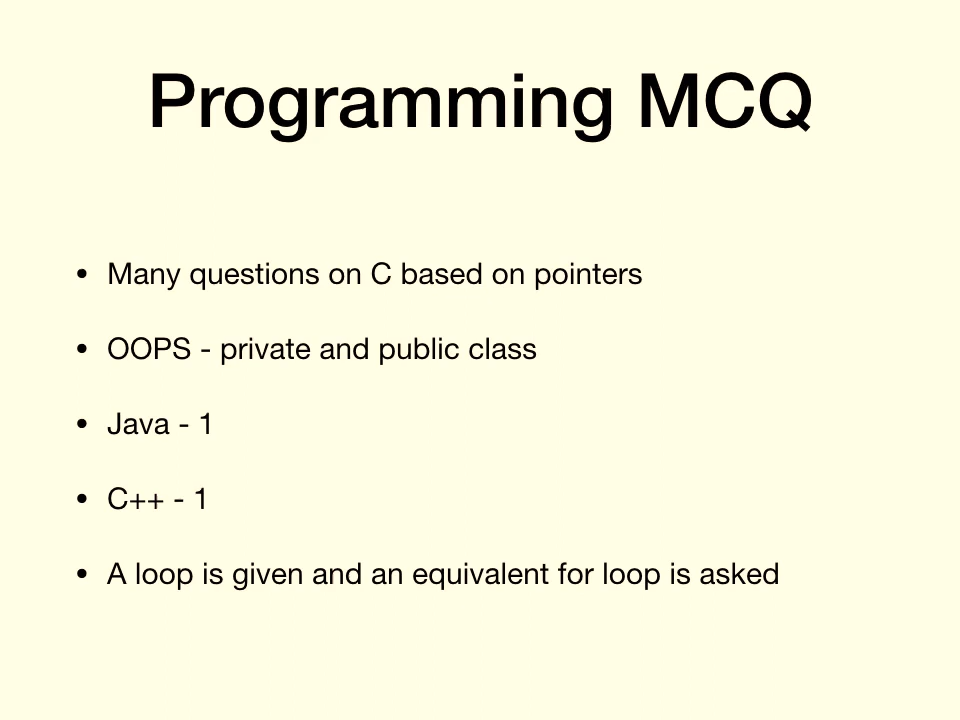 Programming MCQ
• Many questions on C based on pointers
• OOPS - private and public class
• Java - 1
• C++ - 1
• A loop is given and an equivalent for loop is asked